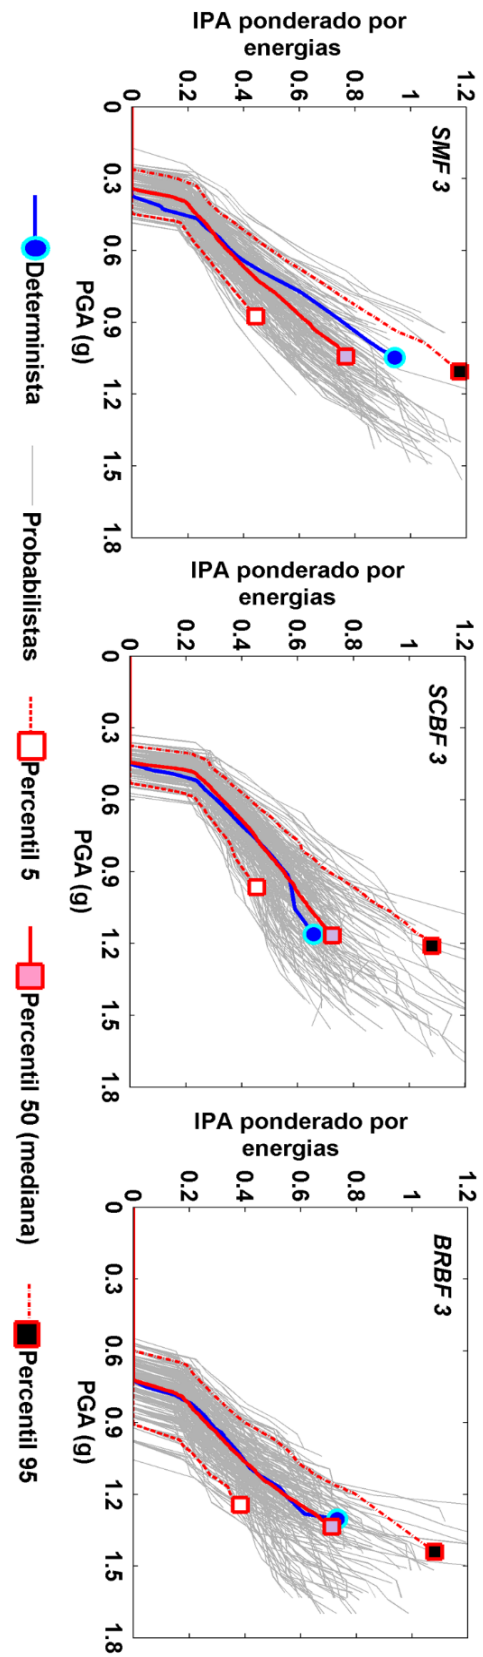 IPA ponderado por
energias
1.2
1
0.8
0.6
0.4
0.2
0
SMF 3
0
0.3
0.6
0.9
1.2
1.5
1.8
PGA (g)
IPA ponderado por
energias
1.2
1
0.8
0.6
0.4
0.2
0
SCBF 3
0
0.3
0.6
0.9
1.2
1.5
1.8
PGA (g)
IPA ponderado por
energias
1.2
1
0.8
0.6
0.4
0.2
0
BRBF 3
0
0.3
0.6
0.9
1.2
1.5
1.8
PGA (g)
Determinista
Probabilistas
Percentil 5
Percentil 50 (mediana)
Percentil 95